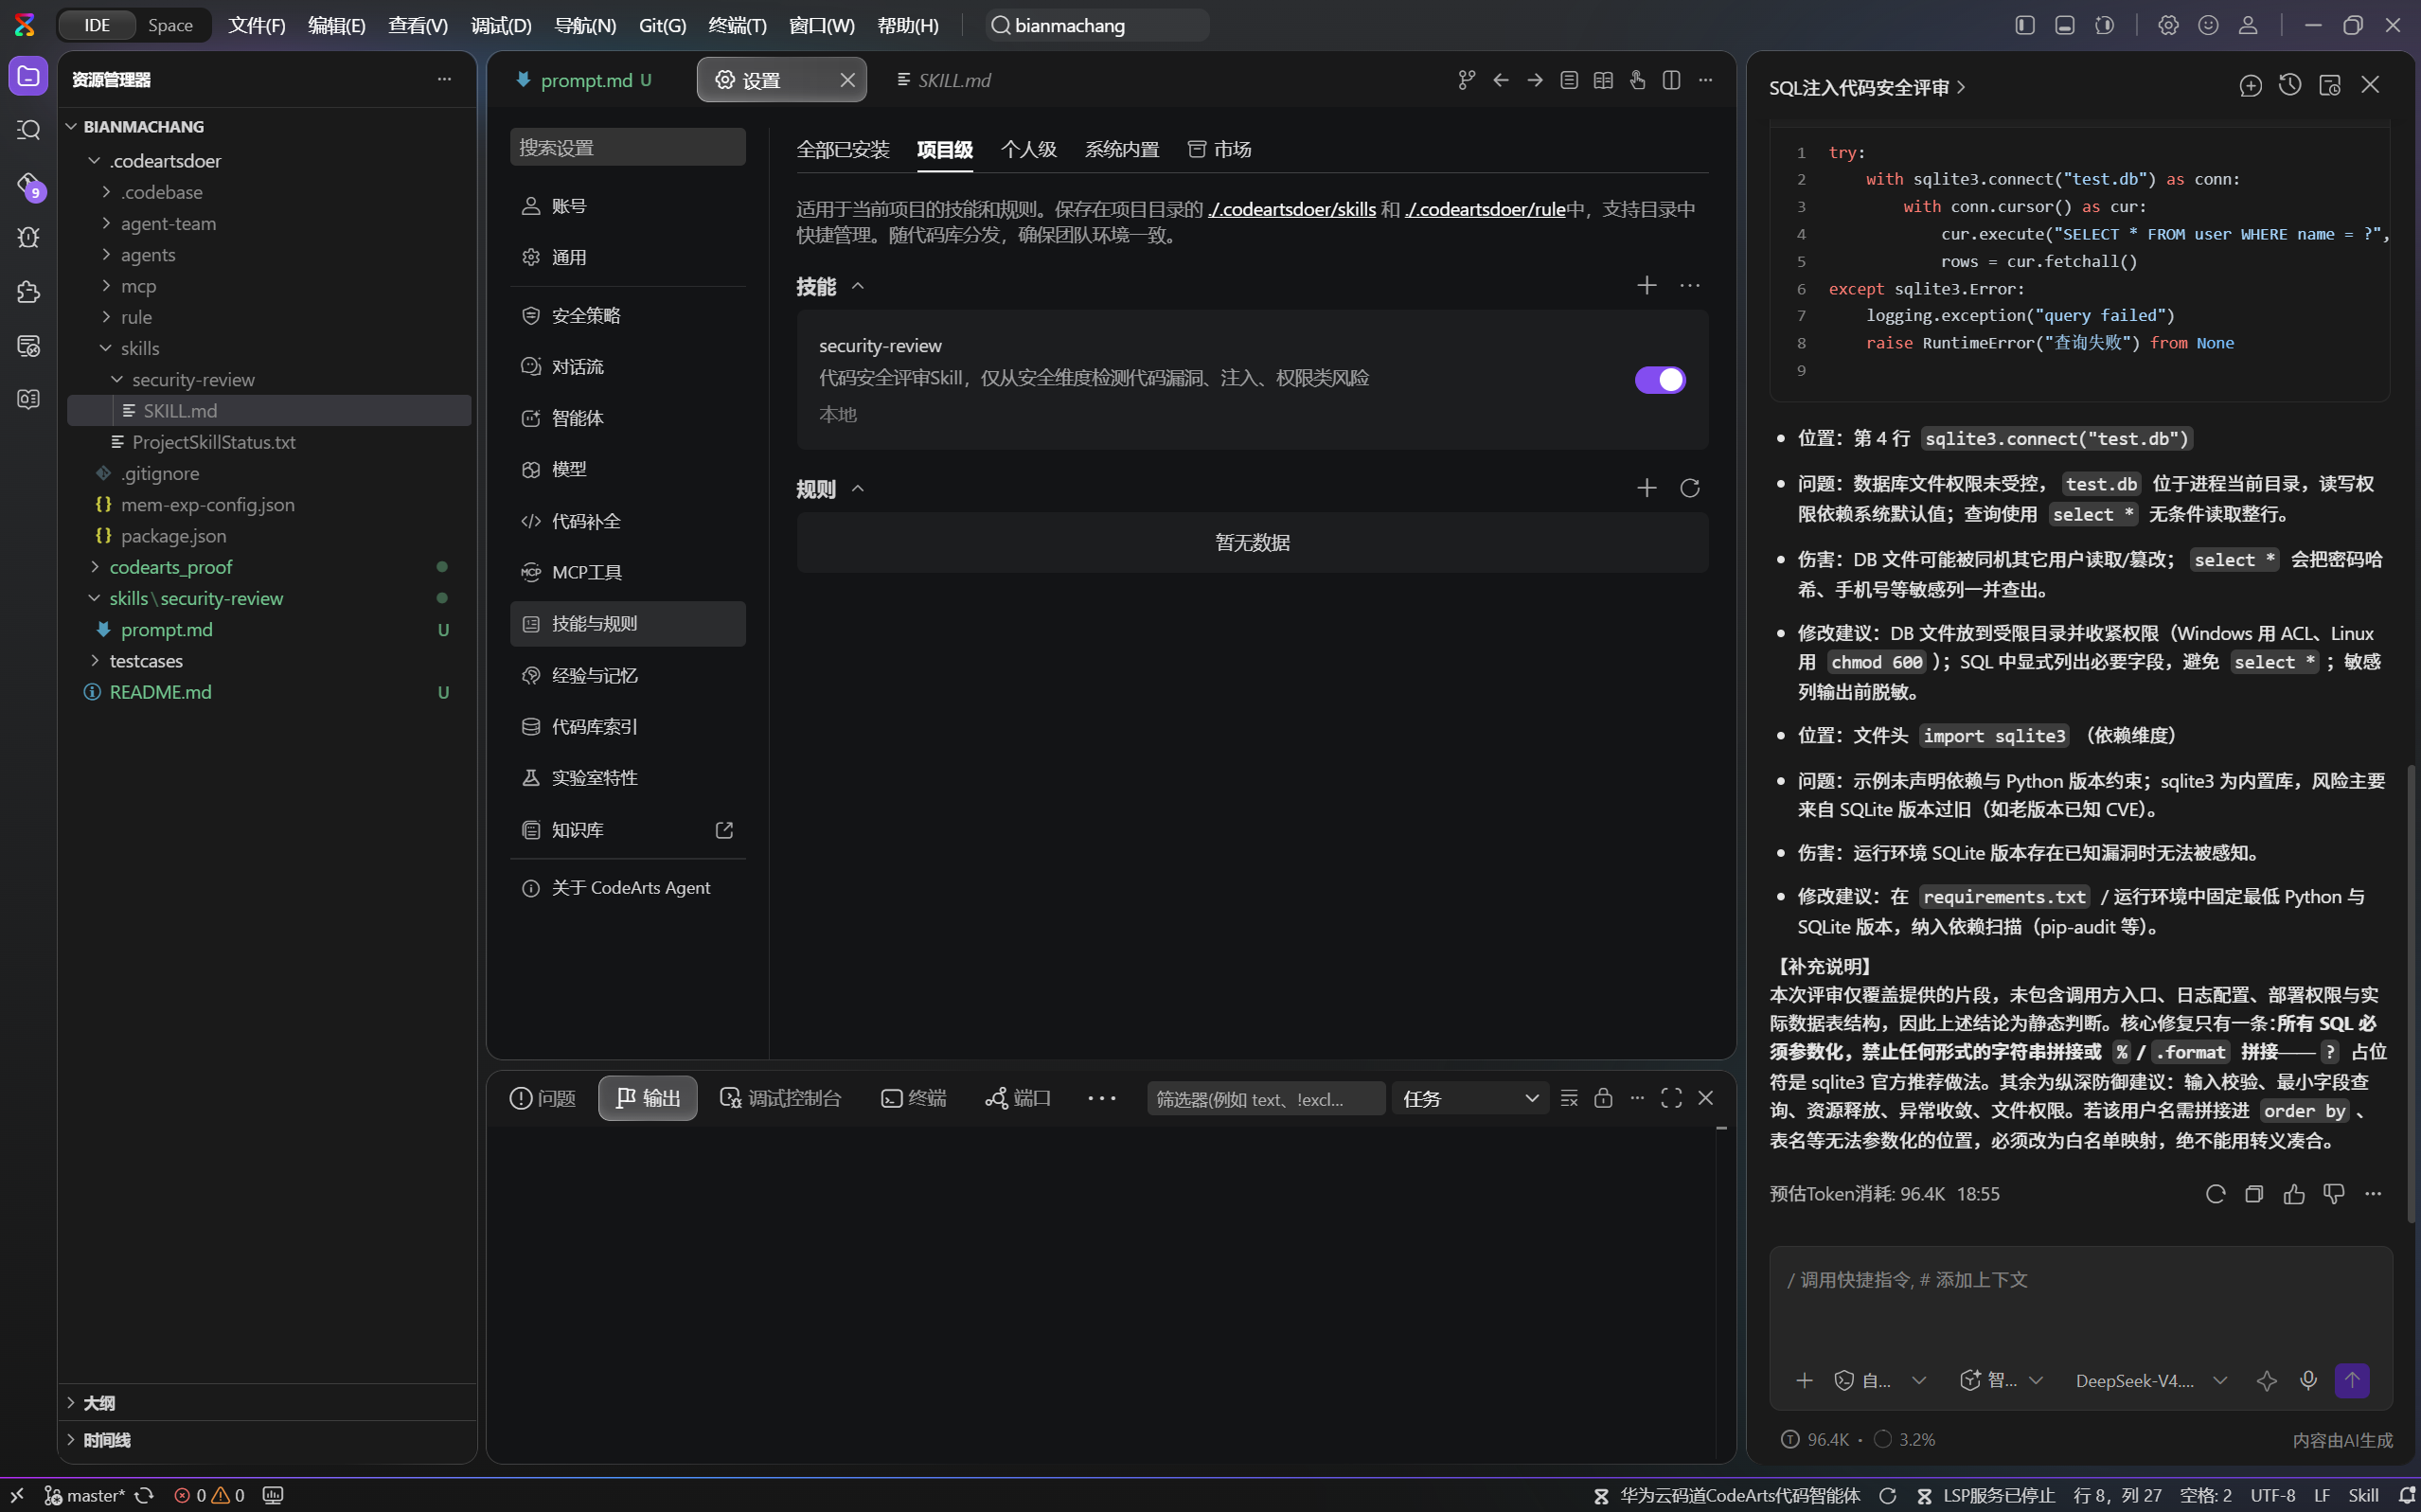 IDE Space 文件(F) 编辑(E) 查看(V) 调试(D) 导航(N) Git(G) 终端(T) 窗口(W) 帮助(H) bianmachang
资源管理器
9
BIANMACHANG
.codeartsdoer
.codebase
agent-team
agents
mcp
rule
skills
security-review
SKILL.md
ProjectSkillStatus.txt
.gitignore
mem-exp-config.json
package.json
codearts_proof
skills\security-review
prompt.md U
testcases
README.md U
大纲
时间线
prompt.md U 设置 SKILL.md
搜索设置
账号
通用
安全策略
对话流
智能体
模型
代码补全
MCP工具
技能与规则
经验与记忆
代码库索引
实验室特性
知识库
关于 CodeArts Agent
全部已安装 项目级 个人级 系统内置 市场
适用于当前项目的技能和规则。保存在项目目录的 ./.codeartsdoer/skills 和 ./.codeartsdoer/rule中，支持目录中
快捷管理。随代码库分发，确保团队环境一致。
技能
security-review
代码安全评审Skill，仅从安全维度检测代码漏洞、注入、权限类风险
本地
规则
暂无数据
问题 输出 调试控制台 终端 端口 筛选器(例如 text、!excl... 任务
SQL注入代码安全评审
1 try:
2 with sqlite3.connect("test.db") as conn:
3 with conn.cursor() as cur:
4 cur.execute("SELECT * FROM user WHERE name = ?",
5 rows = cur.fetchall()
6 except sqlite3.Error:
7 logging.exception("query failed")
8 raise RuntimeError("查询失败") from None
9
位置：第 4 行 sqlite3.connect("test.db")
问题：数据库文件权限未受控， test.db 位于进程当前目录，读写权
限依赖系统默认值；查询使用 select * 无条件读取整行。
伤害：DB 文件可能被同机其它用户读取/篡改； select * 会把密码哈
希、手机号等敏感列一并查出。
修改建议：DB 文件放到受限目录并收紧权限（Windows 用 ACL、Linux
用 chmod 600 ）；SQL 中显式列出必要字段，避免 select * ；敏感
列输出前脱敏。
位置：文件头 import sqlite3 （依赖维度）
问题：示例未声明依赖与 Python 版本约束；sqlite3 为内置库，风险主要
来自 SQLite 版本过旧（如老版本已知 CVE）。
伤害：运行环境 SQLite 版本存在已知漏洞时无法被感知。
修改建议：在 requirements.txt / 运行环境中固定最低 Python 与
SQLite 版本，纳入依赖扫描（pip-audit 等）。
【补充说明】
本次评审仅覆盖提供的片段，未包含调用方入口、日志配置、部署权限与实
际数据表结构，因此上述结论为静态判断。核心修复只有一条：所有 SQL 必
须参数化，禁止任何形式的字符串拼接或 % / .format 拼接—— ? 占位
符是 sqlite3 官方推荐做法。其余为纵深防御建议：输入校验、最小字段查
询、资源释放、异常收敛、文件权限。若该用户名需拼接进 order by 、
表名等无法参数化的位置，必须改为白名单映射，绝不能用转义凑合。
预估Token消耗: 96.4K 18:55
/ 调用快捷指令, # 添加上下文
自... 智... DeepSeek-V4....
96.4K · 3.2% 内容由AI生成
master* 0 0 华为云码道CodeArts代码智能体 LSP服务已停止 行 8，列 27 空格: 2 UTF-8 LF Skill